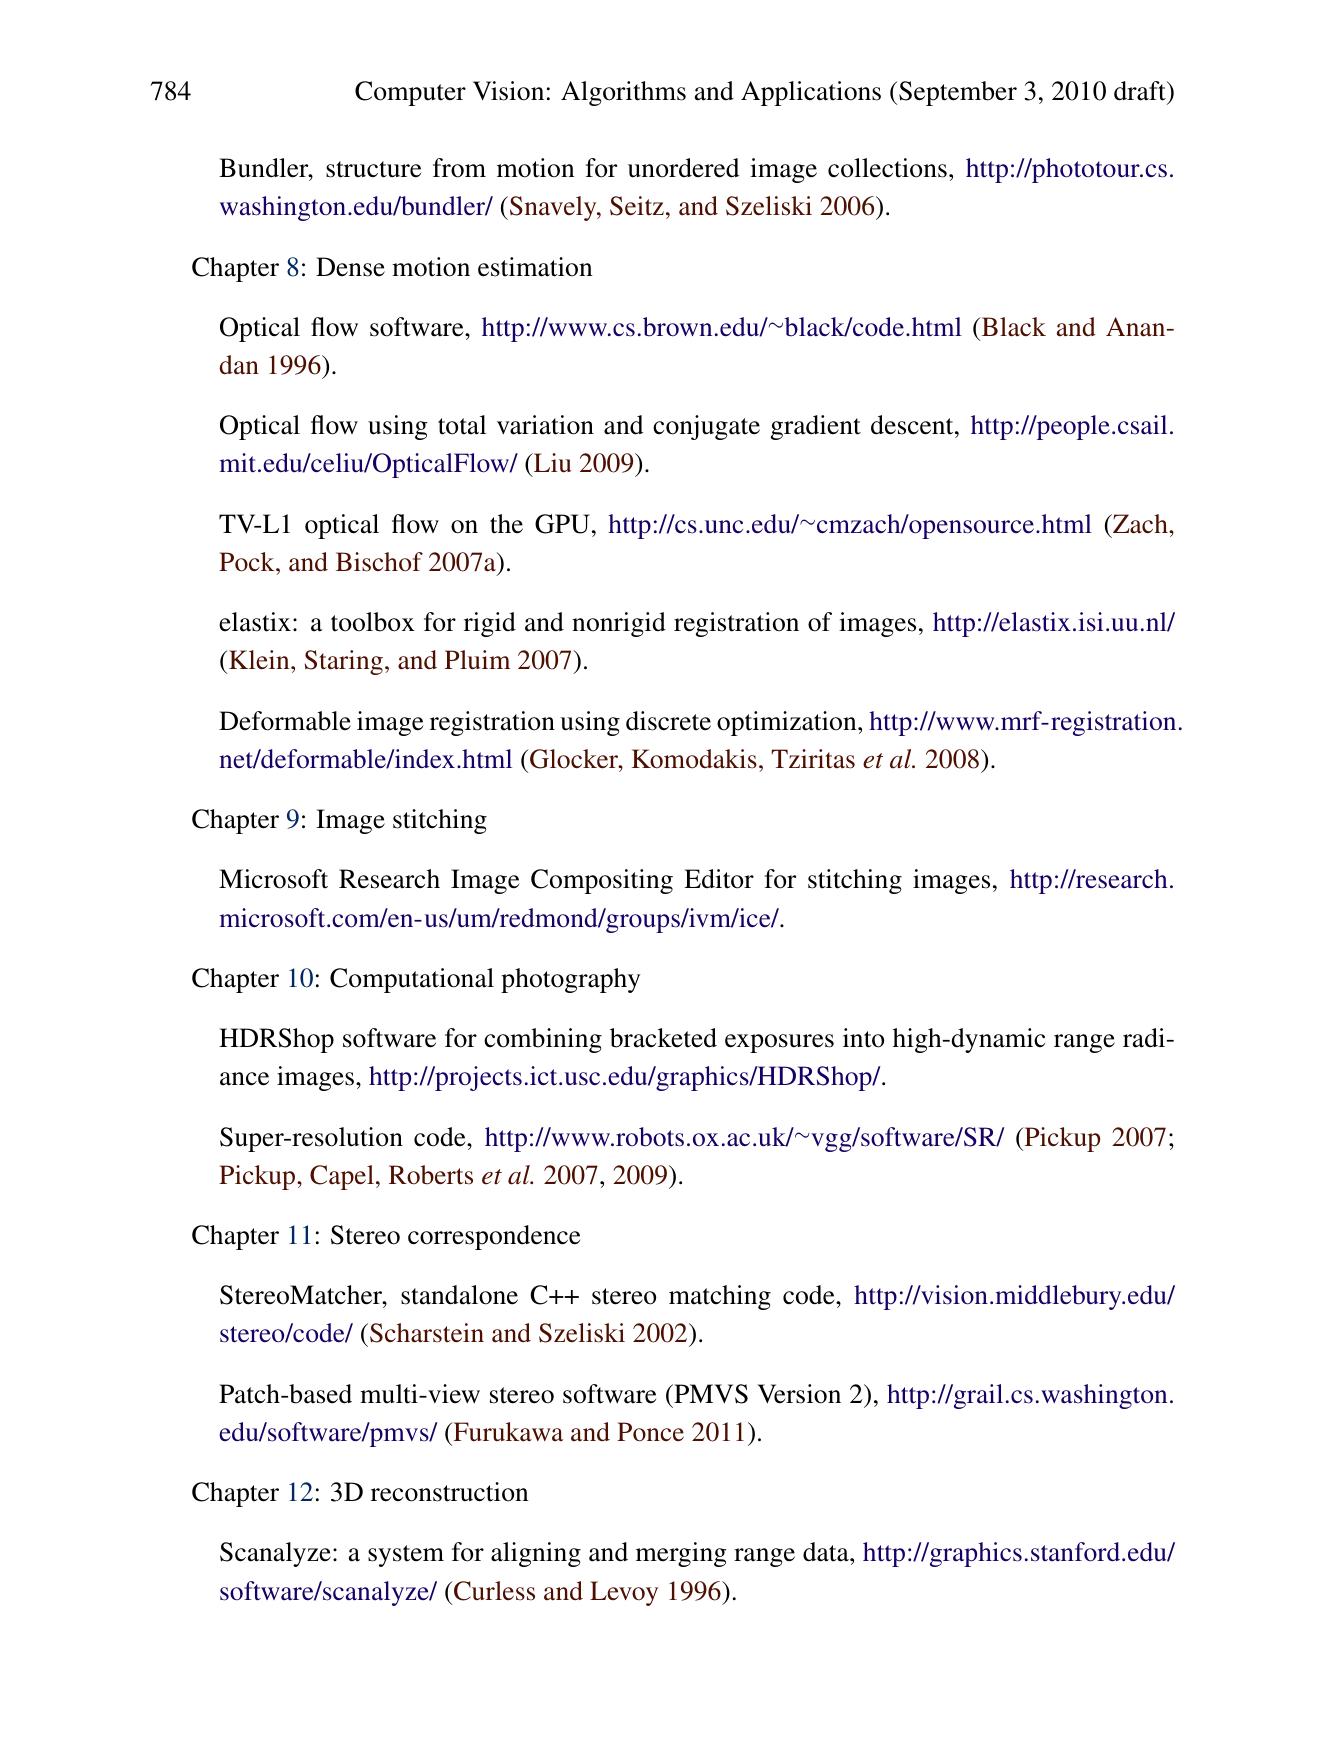 784 Computer Vision: Algorithms and Applications (September 3, 2010 draft)
Bundler, structure from motion for unordered image collections, http://phototour.cs.
washington.edu/bundler/ (Snavely, Seitz, and Szeliski 2006).
Chapter 8: Dense motion estimation
Optical flow software, http://www.cs.brown.edu/~black/code.html (Black and Anan-
dan 1996).
Optical flow using total variation and conjugate gradient descent, http://people.csail.
mit.edu/celiu/OpticalFlow/ (Liu 2009).
TV-L1 optical flow on the GPU, http://cs.unc.edu/~cmzach/opensource.html (Zach,
Pock, and Bischof 2007a).
elastix: a toolbox for rigid and nonrigid registration of images, http://elastix.isi.uu.nl/
(Klein, Staring, and Pluim 2007).
Deformable image registration using discrete optimization, http://www.mrf-registration.
net/deformable/index.html (Glocker, Komodakis, Tziritas et al. 2008).
Chapter 9: Image stitching
Microsoft Research Image Compositing Editor for stitching images, http://research.
microsoft.com/en-us/um/redmond/groups/ivm/ice/.
Chapter 10: Computational photography
HDRShop software for combining bracketed exposures into high-dynamic range radi-
ance images, http://projects.ict.usc.edu/graphics/HDRShop/.
Super-resolution code, http://www.robots.ox.ac.uk/~vgg/software/SR/ (Pickup 2007;
Pickup, Capel, Roberts et al. 2007, 2009).
Chapter 11: Stereo correspondence
StereoMatcher, standalone C++ stereo matching code, http://vision.middlebury.edu/
stereo/code/ (Scharstein and Szeliski 2002).
Patch-based multi-view stereo software (PMVS Version 2), http://grail.cs.washington.
edu/software/pmvs/ (Furukawa and Ponce 2011).
Chapter 12: 3D reconstruction
Scanalyze: a system for aligning and merging range data, http://graphics.stanford.edu/
software/scanalyze/ (Curless and Levoy 1996).